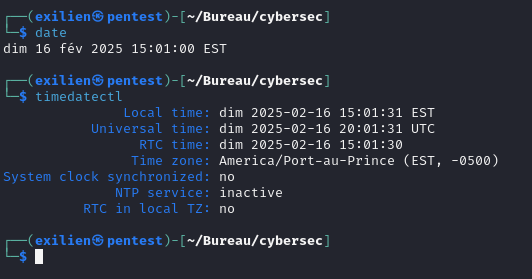 ┌──(exilien㉿pentest)-[~/Bureau/cybersec]
└─$ date
dim 16 fév 2025 15:01:00 EST
┌──(exilien㉿pentest)-[~/Bureau/cybersec]
└─$ timedatectl
Local time: dim 2025-02-16 15:01:31 EST
Universal time: dim 2025-02-16 20:01:31 UTC
RTC time: dim 2025-02-16 15:01:30
Time zone: America/Port-au-Prince (EST, -0500)
System clock synchronized: no
NTP service: inactive
RTC in local TZ: no
┌──(exilien㉿pentest)-[~/Bureau/cybersec]
└─$